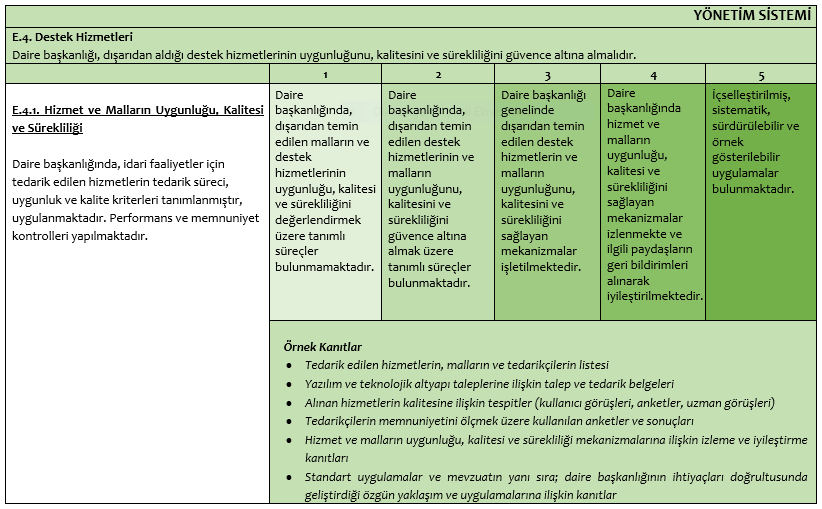 YÖNETİM SİSTEMİ
E.4. Destek Hizmetleri
Daire başkanlığı, dışarıdan aldığı destek hizmetlerinin uygunluğunu, kalitesini ve sürekliliğini güvence altına almalıdır.
1 2 3 4 5
E.4.1. Hizmet ve Malların Uygunluğu, Kalitesi
ve Sürekliliği
Daire başkanlığında, idari faaliyetler için
tedarik edilen hizmetlerin tedarik süreci,
uygunluk ve kalite kriterleri tanımlanmıştır,
uygulanmaktadır. Performans ve memnuniyet
kontrolleri yapılmaktadır.
Daire
başkanlığında,
dışarıdan temin
edilen malların ve
destek
hizmetlerinin
uygunluğu, kalitesi
ve sürekliliğini
değerlendirmek
üzere tanımlı
süreçler
bulunmamaktadır.
Daire
başkanlığında,
dışarıdan temin
edilen destek
hizmetlerinin ve
malların
uygunluğunu,
kalitesini ve
sürekliliğini
güvence altına
almak üzere
tanımlı süreçler
bulunmaktadır.
Daire başkanlığı
genelinde
dışarıdan temin
edilen destek
hizmetlerin ve
malların
uygunluğunu,
kalitesini ve
sürekliliğini
sağlayan
mekanizmalar
işletilmektedir.
Daire
başkanlığında
hizmet ve
malların
uygunluğu,
kalitesi ve
sürekliliğini
sağlayan
mekanizmalar
izlenmekte ve
ilgili paydaşların
geri bildirimleri
alınarak
iyileştirilmektedir.
İçselleştirilmiş,
sistematik,
sürdürülebilir ve
örnek
gösterilebilir
uygulamalar
bulunmaktadır.
Örnek Kanıtlar
• Tedarik edilen hizmetlerin, malların ve tedarikçilerin listesi
• Yazılım ve teknolojik altyapı taleplerine ilişkin talep ve tedarik belgeleri
• Alınan hizmetlerin kalitesine ilişkin tespitler (kullanıcı görüşleri, anketler, uzman görüşleri)
• Tedarikçilerin memnuniyetini ölçmek üzere kullanılan anketler ve sonuçları
• Hizmet ve malların uygunluğu, kalitesi ve sürekliliği mekanizmalarına ilişkin izleme ve iyileştirme
kanıtları
• Standart uygulamalar ve mevzuatın yanı sıra; daire başkanlığının ihtiyaçları doğrultusunda
geliştirdiği özgün yaklaşım ve uygulamalarına ilişkin kanıtlar